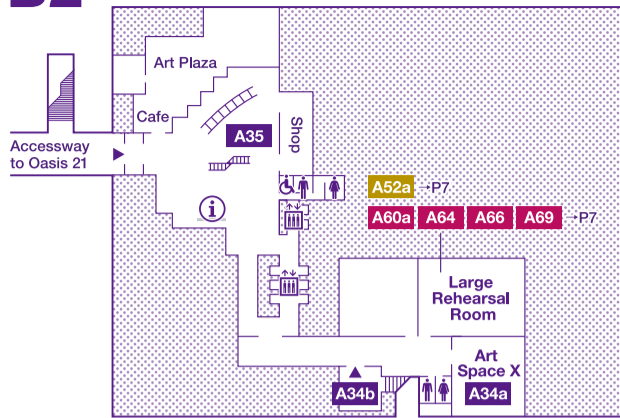 B2
Art Plaza
Cafe
A35
Shop
Accessway
to Oasis 21
i
A52a →P7
A60a A64 A66 A69 →P7
Large
Rehearsal
Room
Art
Space X
A34b
A34a